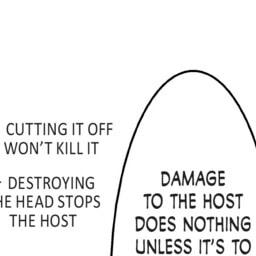 CUTTING IT OFF
WON'T KILL IT
DESTROYING
HE HEAD STOPS
THE HOST
DAMAGE
TO THE HOST
DOES NOTHING
UNLESS IT'S TO